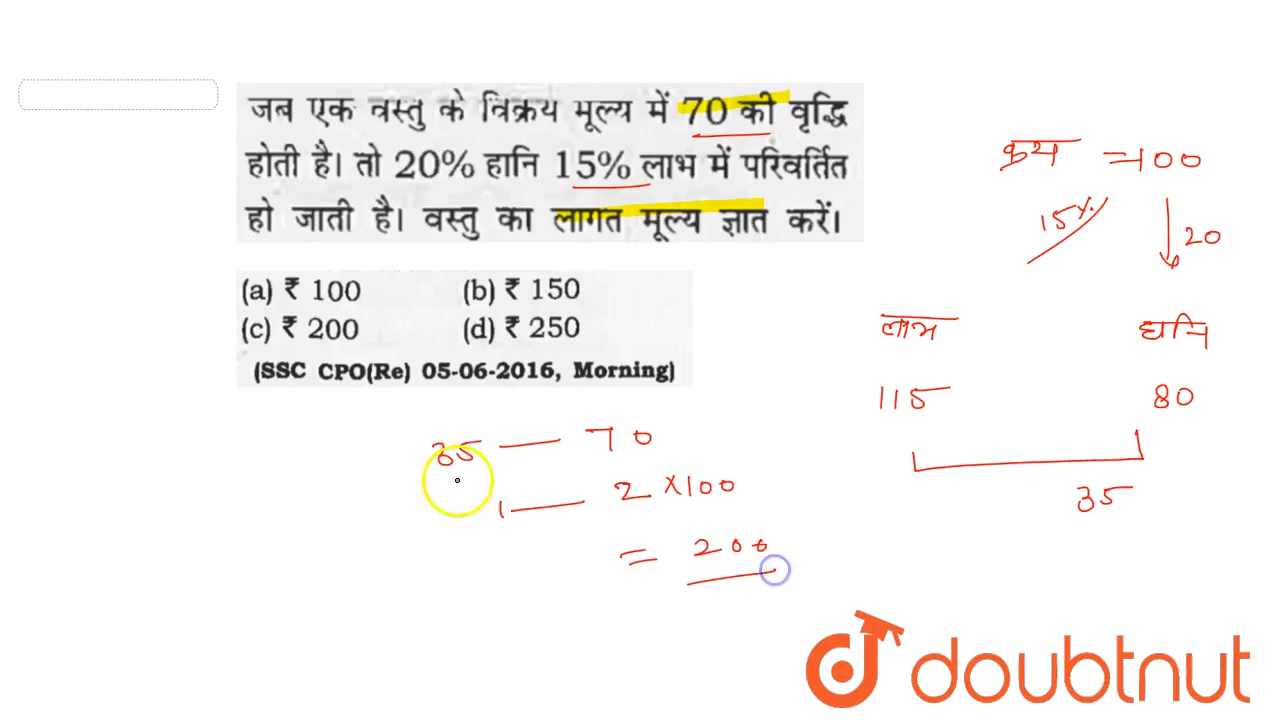 जब एक वस्तु के विक्रय मूल्य में 70 की वृद्धि
होती है। तो 20% हानि 15% लाभ में परिवर्तित
हो जाती है। वस्तु का लागत मूल्य ज्ञात करें।
(a) ₹ 100 (b) ₹ 150
(c) ₹ 200 (d) ₹ 250
(SSC CPO(Re) 05-06-2016, Morning)
क्रय = 100
15%
20
लाभ हानि
115 80
35
35 — 70
1 — 2 × 100
= 200
doubtnut